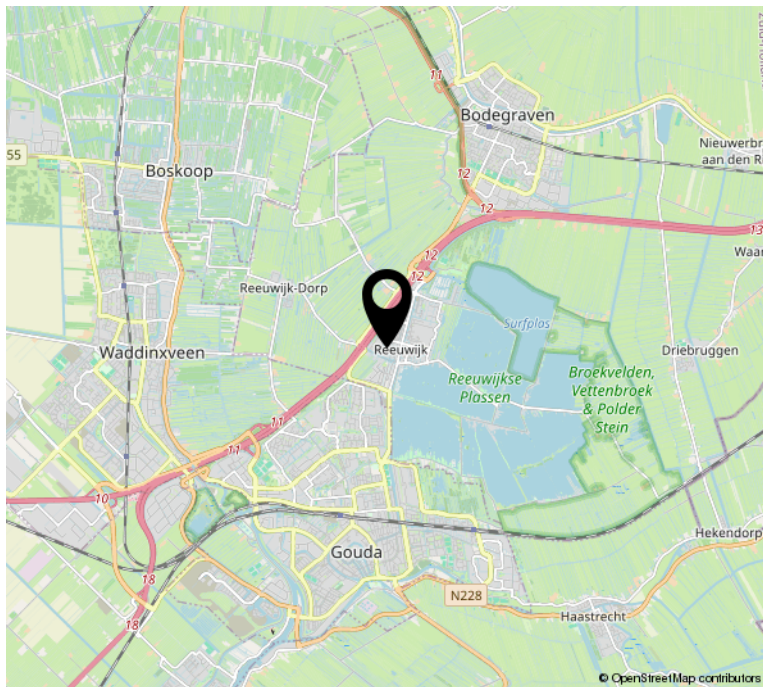 11
Bodegraven
Nieuwerbr
aan den R
55
Boskoop
12
12
13
12
12
Waar
Reeuwijk-Dorp
Surfplas
Waddinxveen
Reeuwijk
Driebruggen
Reeuwijkse
Plassen
Broekvelden,
Vettenbroek
& Polder
Stein
11
11
10
Gouda
Hekendorp
18
N228
Haastrecht
18
© OpenStreetMap contributors